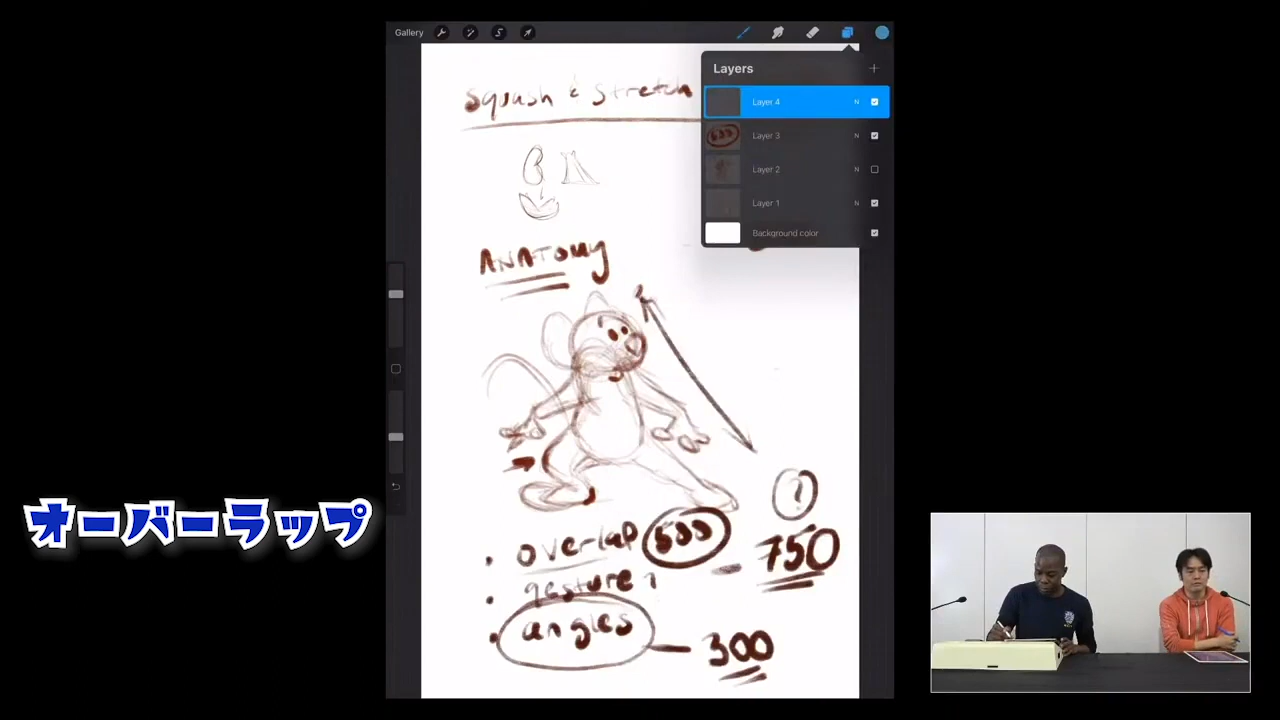 Gallery
Layers
Layer 4 N
Layer 3 N
Layer 2 N
Layer 1 N
Background color
squash & stretch
ANATOMY
オーバーラップ
?
• overlap 500 - 750
• gesture
• angles - 300